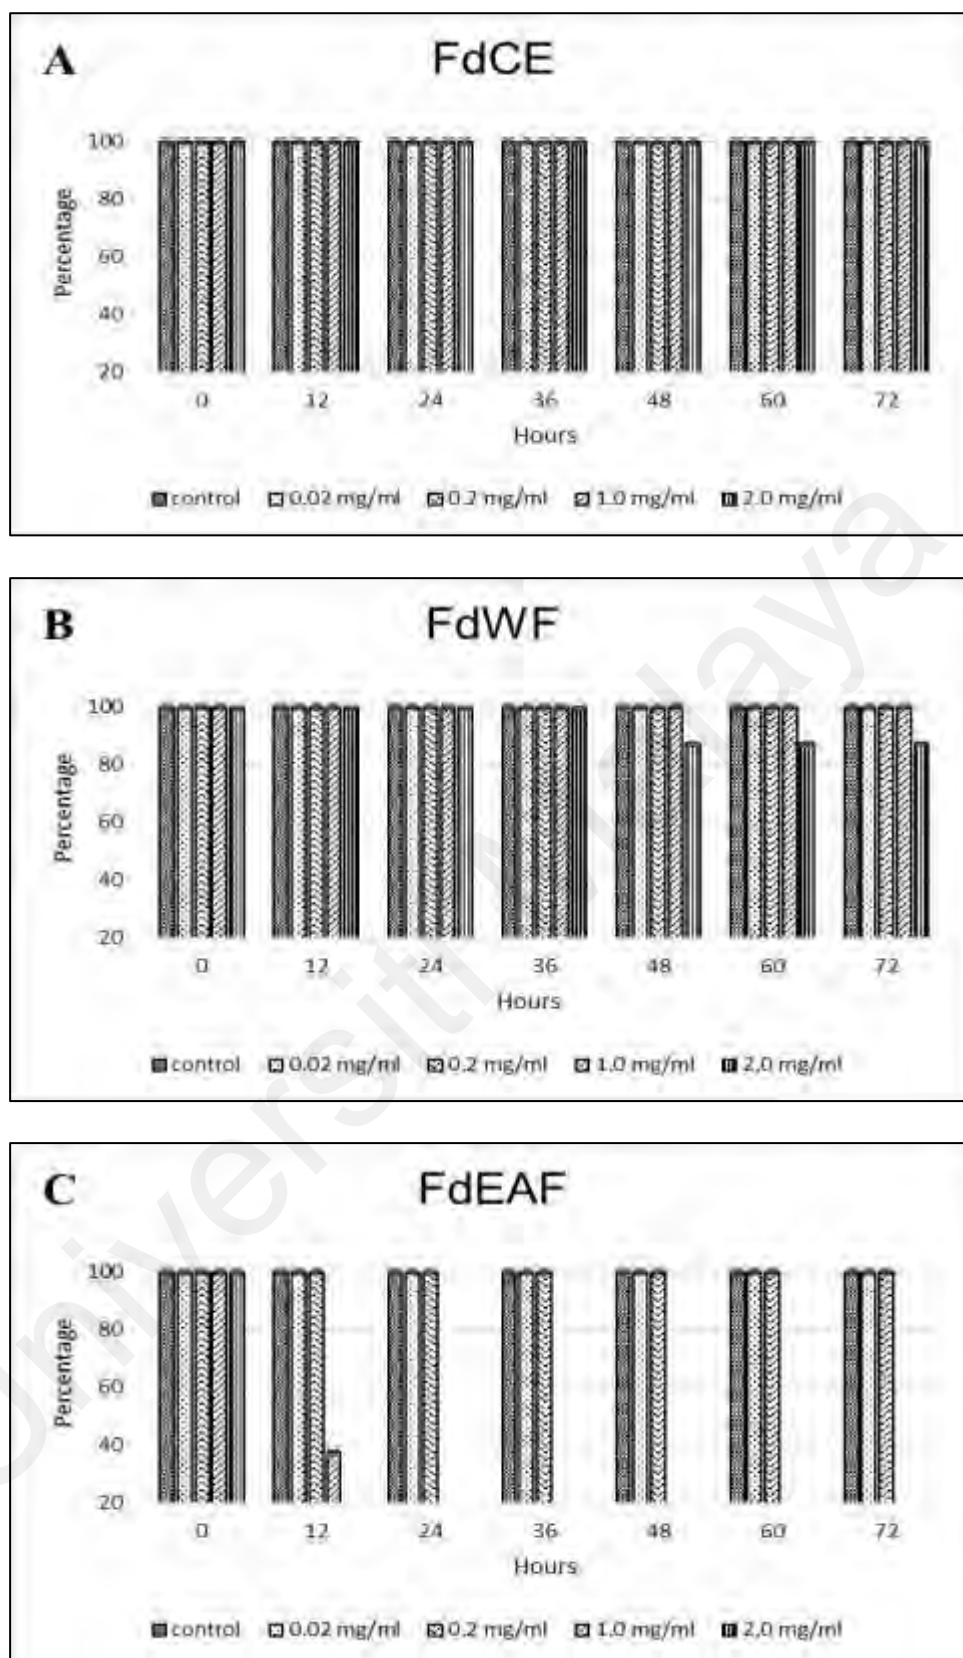 A
FdCE
100
80
60
40
20
Percentage
0 12 24 36 48 60 72
Hours
control 0.02 mg/ml 0.2 mg/ml 1.0 mg/ml 2.0 mg/ml
B
FdWF
100
80
60
40
20
Percentage
0 12 24 36 48 60 72
Hours
control 0.02 mg/ml 0.2 mg/ml 1.0 mg/ml 2.0 mg/ml
C
FdEAF
100
80
60
40
20
Percentage
0 12 24 36 48 60 72
Hours
control 0.02 mg/ml 0.2 mg/ml 1.0 mg/ml 2.0 mg/ml
Universiti Malaya